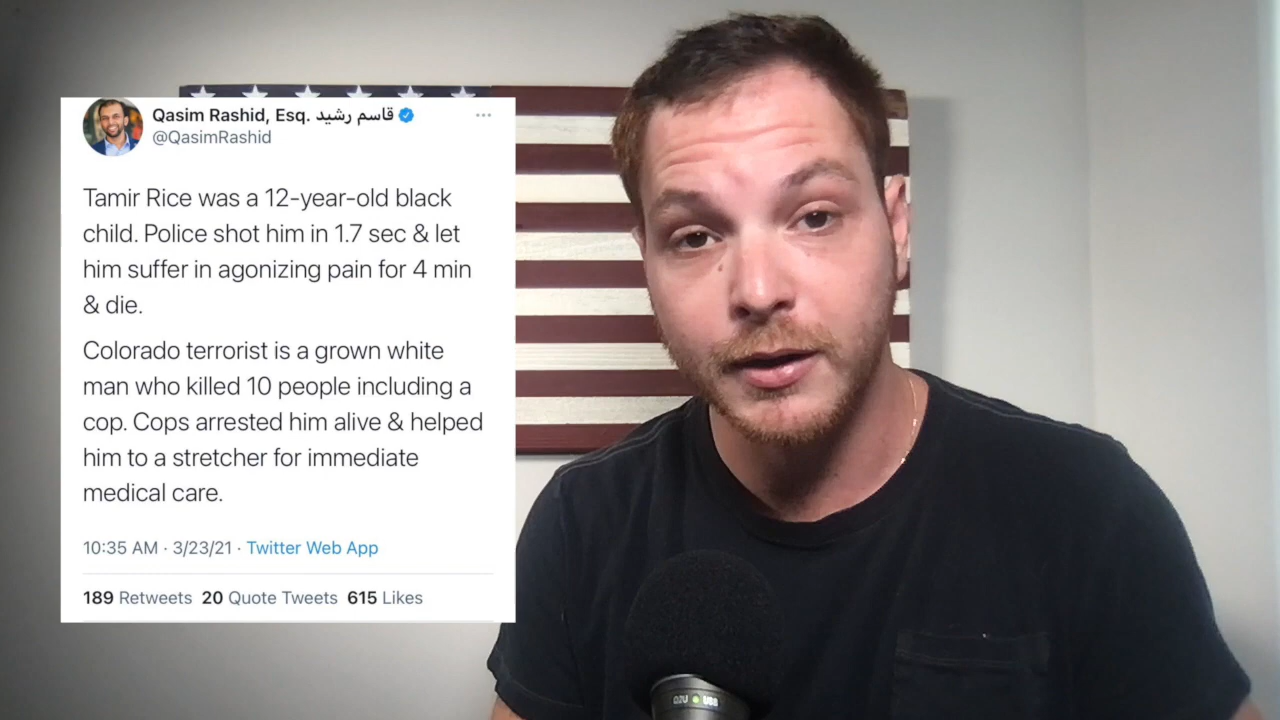 Qasim Rashid, Esq. قاسم رشید
@QasimRashid
Tamir Rice was a 12-year-old black
child. Police shot him in 1.7 sec & let
him suffer in agonizing pain for 4 min
& die.
Colorado terrorist is a grown white
man who killed 10 people including a
cop. Cops arrested him alive & helped
him to a stretcher for immediate
medical care.
10:35 AM · 3/23/21 · Twitter Web App
189 Retweets 20 Quote Tweets 615 Likes